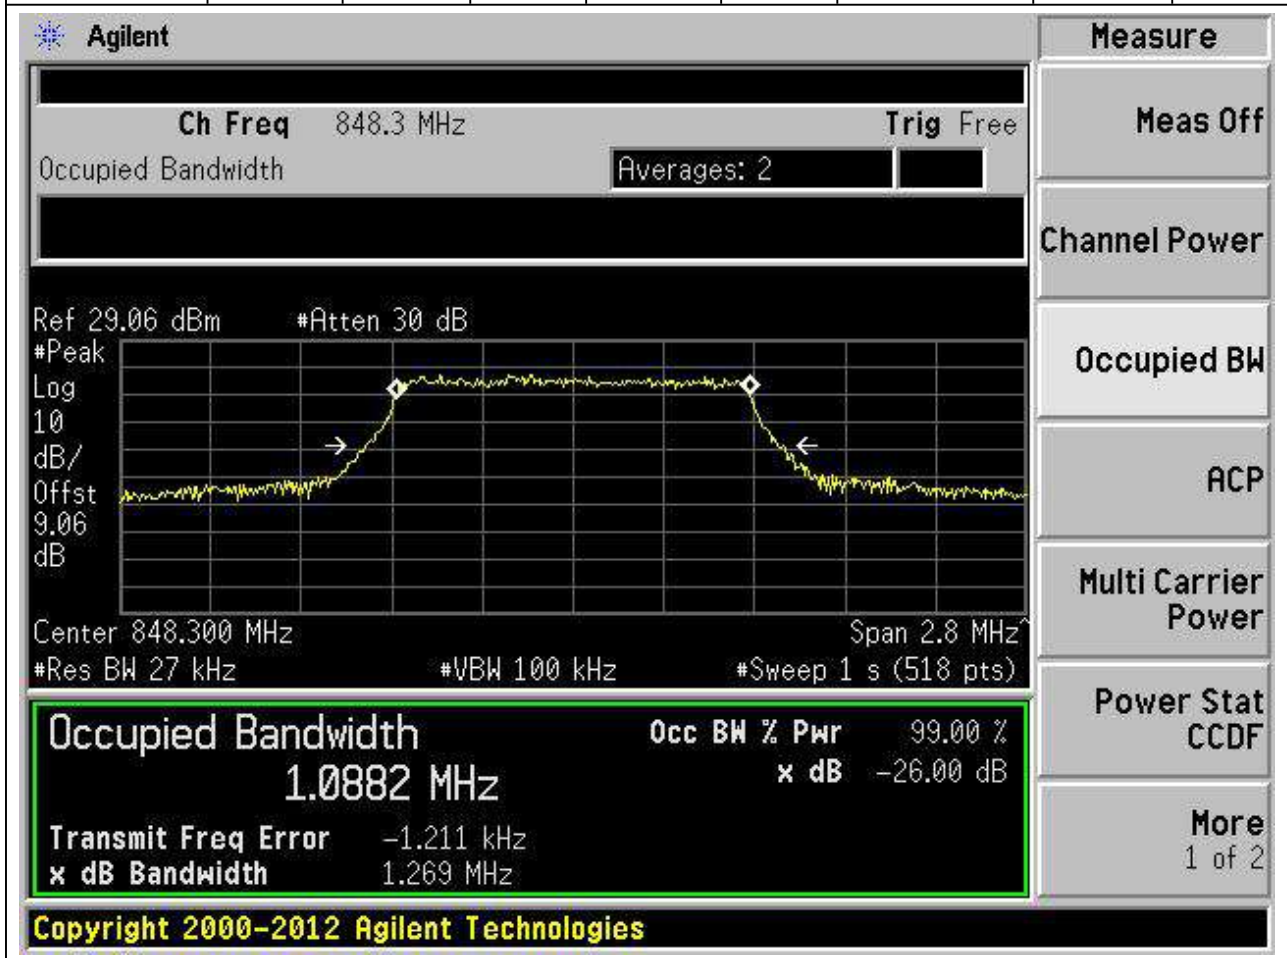 Agilent
Measure
Ch Freq 848.3 MHz Trig Free
Occupied Bandwidth Averages: 2
Meas Off
Channel Power
Occupied BW
ACP
Multi Carrier
Power
Power Stat
CCDF
More
1 of 2
Ref 29.06 dBm #Atten 30 dB
#Peak
Log
10
dB/
Offst
9.06
dB
Center 848.300 MHz Span 2.8 MHz^
#Res BW 27 kHz #VBW 100 kHz #Sweep 1 s (518 pts)
Occupied Bandwidth Occ BW % Pwr 99.00 %
1.0882 MHz x dB -26.00 dB
Transmit Freq Error -1.211 kHz
x dB Bandwidth 1.269 MHz
Copyright 2000-2012 Agilent Technologies